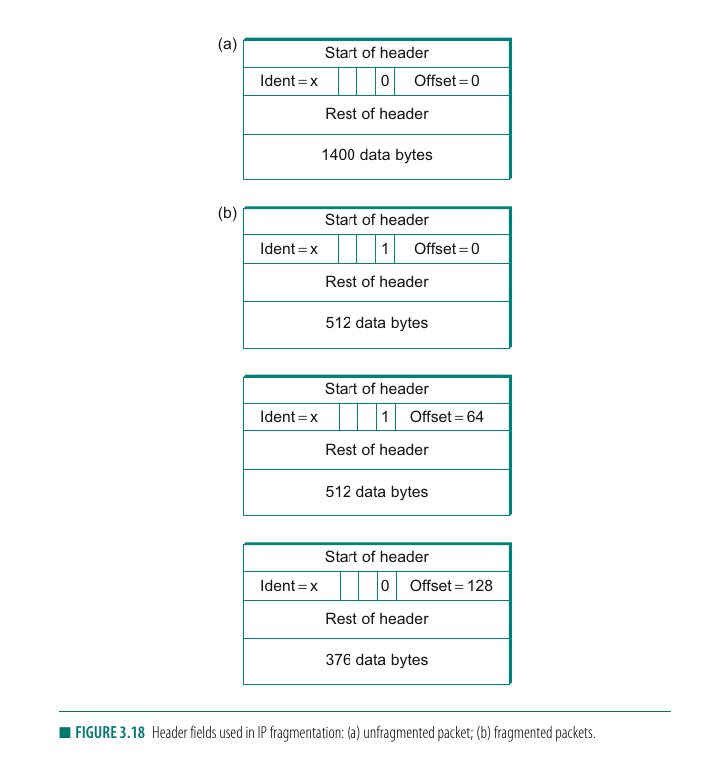 (a)
Start of header
Ident = x 0 Offset = 0
Rest of header
1400 data bytes
(b)
Start of header
Ident = x 1 Offset = 0
Rest of header
512 data bytes
Start of header
Ident = x 1 Offset = 64
Rest of header
512 data bytes
Start of header
Ident = x 0 Offset = 128
Rest of header
376 data bytes
■ FIGURE 3.18 Header fields used in IP fragmentation: (a) unfragmented packet; (b) fragmented packets.